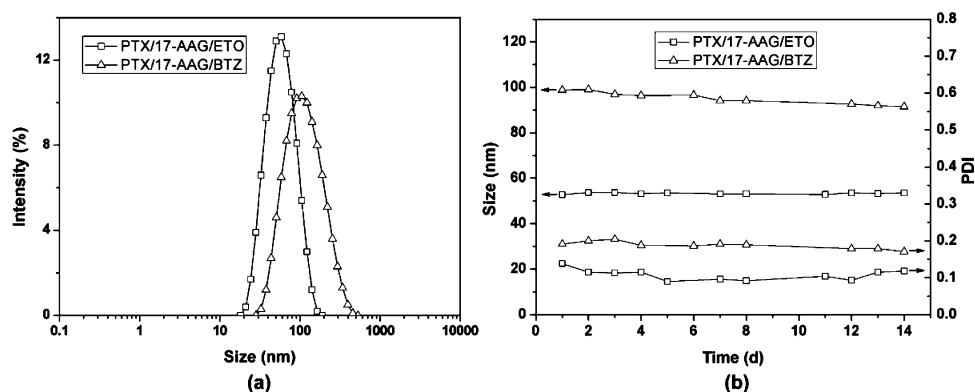 PTX/17-AAG/ETO
PTX/17-AAG/BTZ
12
8
4
0
Intensity (%)
0.1 1 10 100 1000 10000
Size (nm)
(a)
PTX/17-AAG/ETO
PTX/17-AAG/BTZ
120
100
80
60
40
20
0
Size (nm)
0.8
0.7
0.6
0.5
0.4
0.3
0.2
0.1
0.0
PDI
0 2 4 6 8 10 12 14
Time (d)
(b)